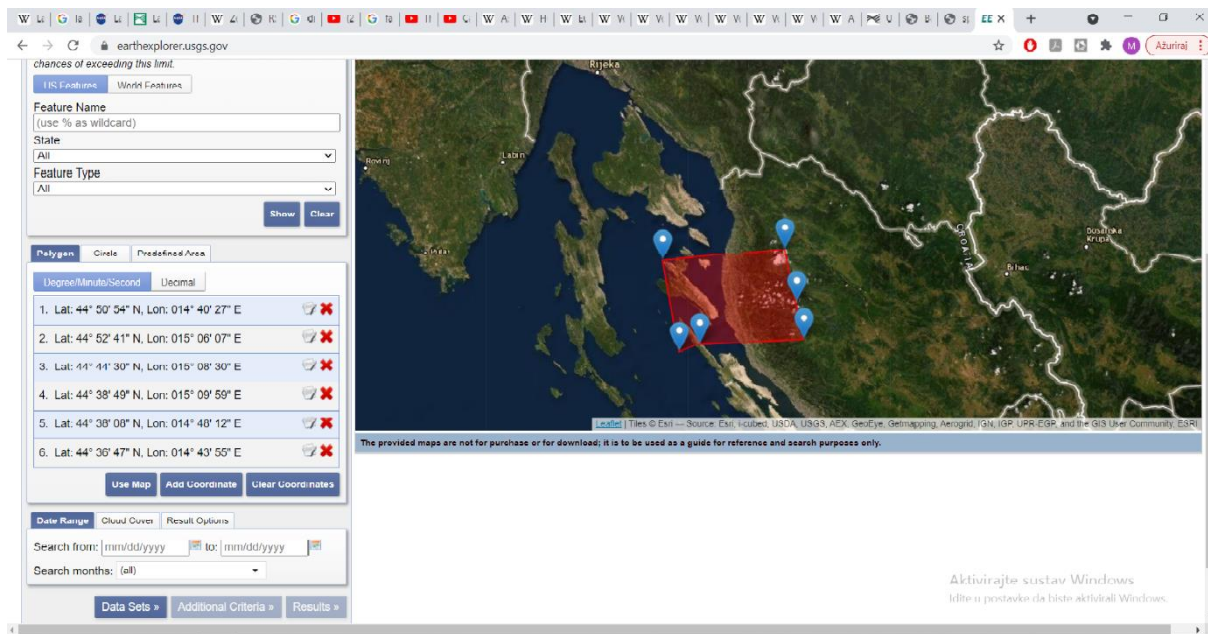 earthexplorer.usgs.gov
Ažuriraj
chances of exceeding this limit.
US Features World Features
Feature Name
(use % as wildcard)
State
All
Feature Type
All
Show Clear
Polygon Circle Predefined Area
Degree/Minute/Second Decimal
1. Lat: 44° 50' 54" N, Lon: 014° 40' 27" E
2. Lat: 44° 52' 41" N, Lon: 015° 06' 07" E
3. Lat: 44° 44' 30" N, Lon: 015° 08' 30" E
4. Lat: 44° 38' 49" N, Lon: 015° 09' 59" E
5. Lat: 44° 38' 08" N, Lon: 014° 48' 12" E
6. Lat: 44° 36' 47" N, Lon: 014° 43' 55" E
Use Map Add Coordinate Clear Coordinates
Date Range Cloud Cover Result Options
Search from: mm/dd/yyyy to: mm/dd/yyyy
Search months: (all)
Data Sets » Additional Criteria » Results »
Rijeka
Labin
Rovinj
CROATIA
Bosanska
Krupa
Bihac
Leaflet | Tiles © Esri — Source: Esri, i-cubed, USDA, USGS, AEX, GeoEye, Getmapping, Aerogrid, IGN, IGP, UPR-EGP, and the GIS User Community, ESRI
The provided maps are not for purchase or for download; it is to be used as a guide for reference and search purposes only.
Aktivirajte sustav Windows
Idite u postavke da biste aktivirali Windows.